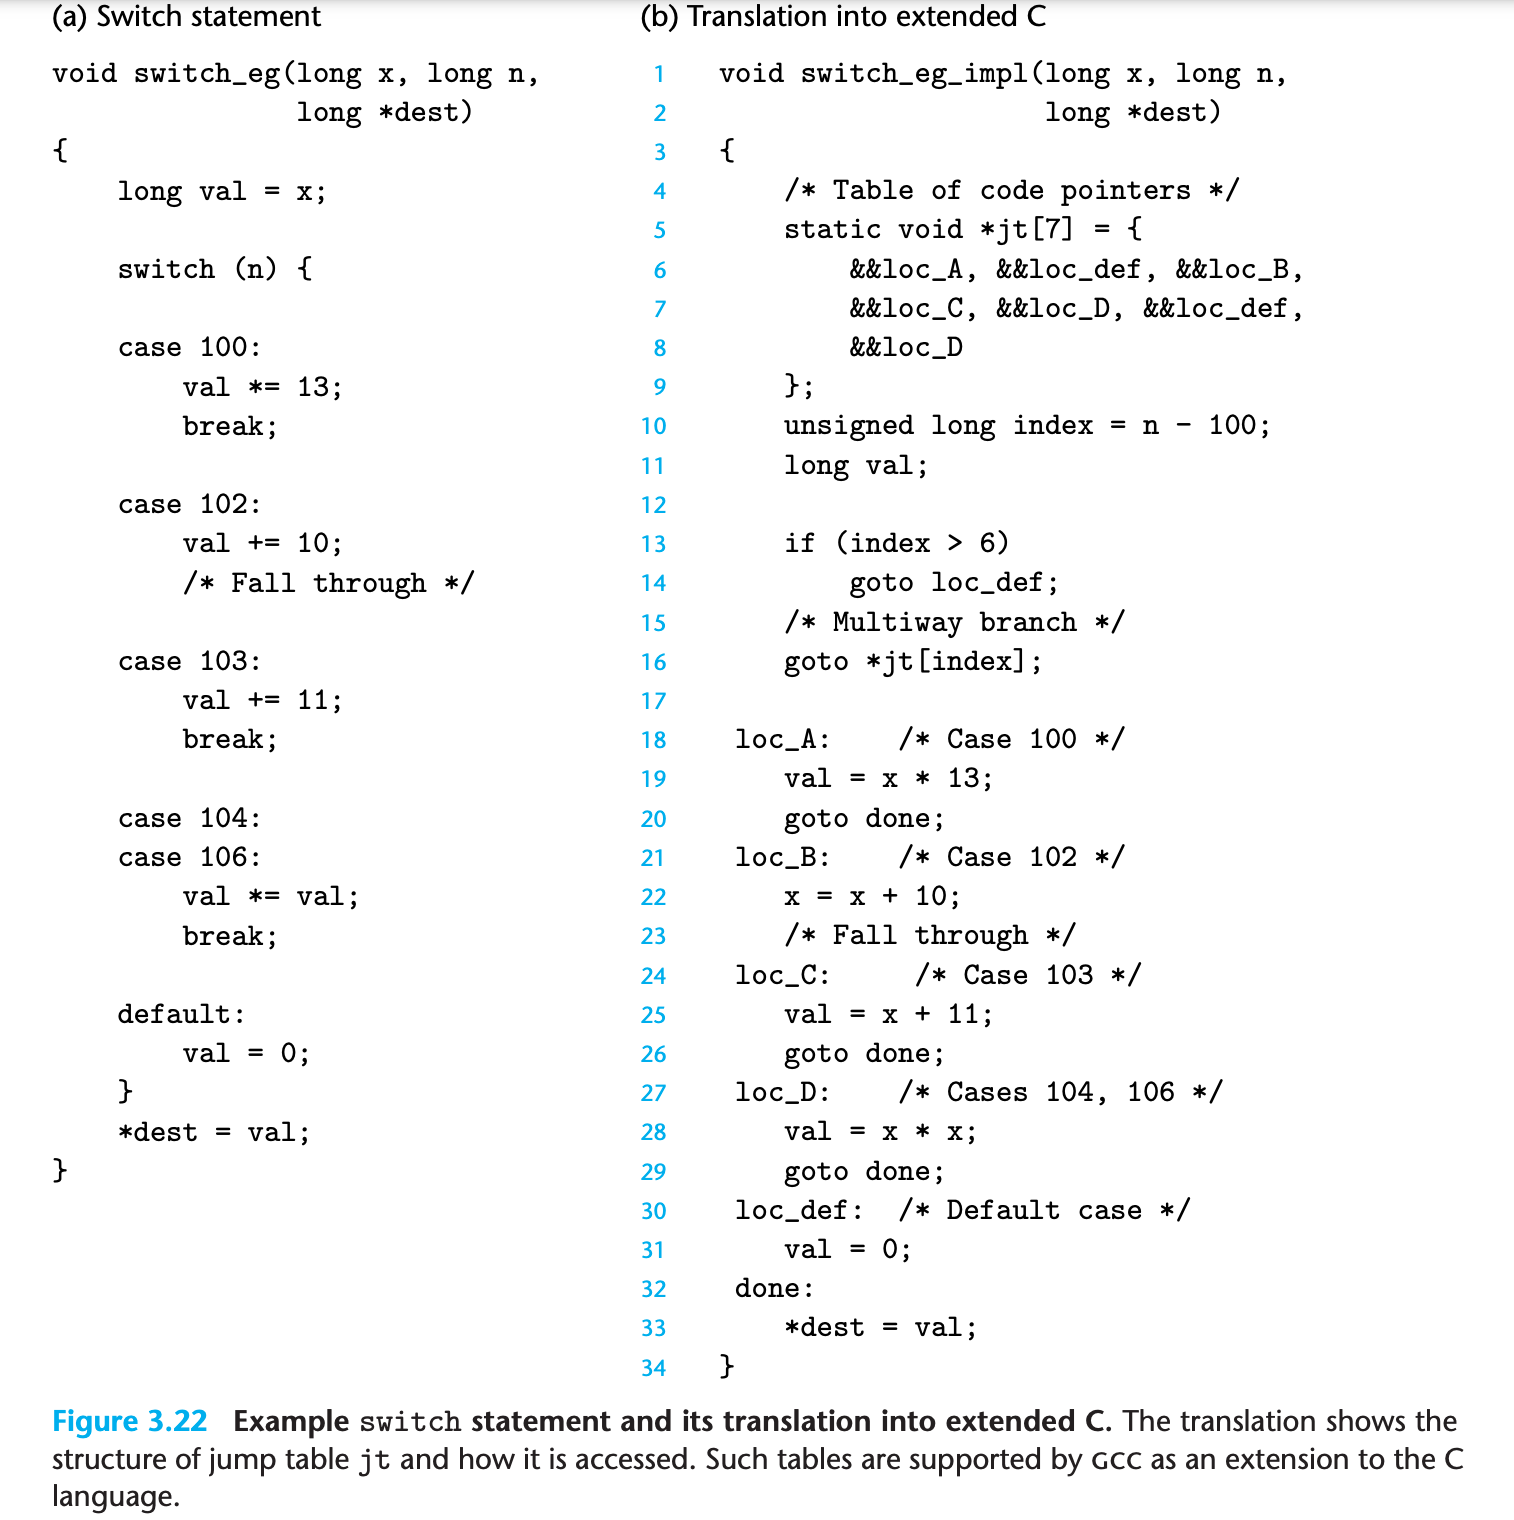 (a) Switch statement
void switch_eg(long x, long n,
               long *dest)
{
    long val = x;

    switch (n) {

    case 100:
        val *= 13;
        break;

    case 102:
        val += 10;
        /* Fall through */

    case 103:
        val += 11;
        break;

    case 104:
    case 106:
        val *= val;
        break;

    default:
        val = 0;
    }
    *dest = val;
}
(b) Translation into extended C
1   void switch_eg_impl(long x, long n,
2                       long *dest)
3   {
4       /* Table of code pointers */
5       static void *jt[7] = {
6           &&loc_A, &&loc_def, &&loc_B,
7           &&loc_C, &&loc_D, &&loc_def,
8           &&loc_D
9       };
10      unsigned long index = n - 100;
11      long val;
12
13      if (index > 6)
14          goto loc_def;
15      /* Multiway branch */
16      goto *jt[index];
17
18   loc_A:    /* Case 100 */
19      val = x * 13;
20      goto done;
21   loc_B:    /* Case 102 */
22      x = x + 10;
23      /* Fall through */
24   loc_C:     /* Case 103 */
25      val = x + 11;
26      goto done;
27   loc_D:    /* Cases 104, 106 */
28      val = x * x;
29      goto done;
30   loc_def:  /* Default case */
31      val = 0;
32   done:
33      *dest = val;
34  }
Figure 3.22 Example switch statement and its translation into extended C. The translation shows the
structure of jump table jt and how it is accessed. Such tables are supported by GCC as an extension to the C
language.